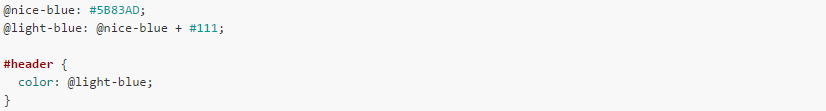 @nice-blue: #5B83AD;
@light-blue: @nice-blue + #111;
#header {
color: @light-blue;
}